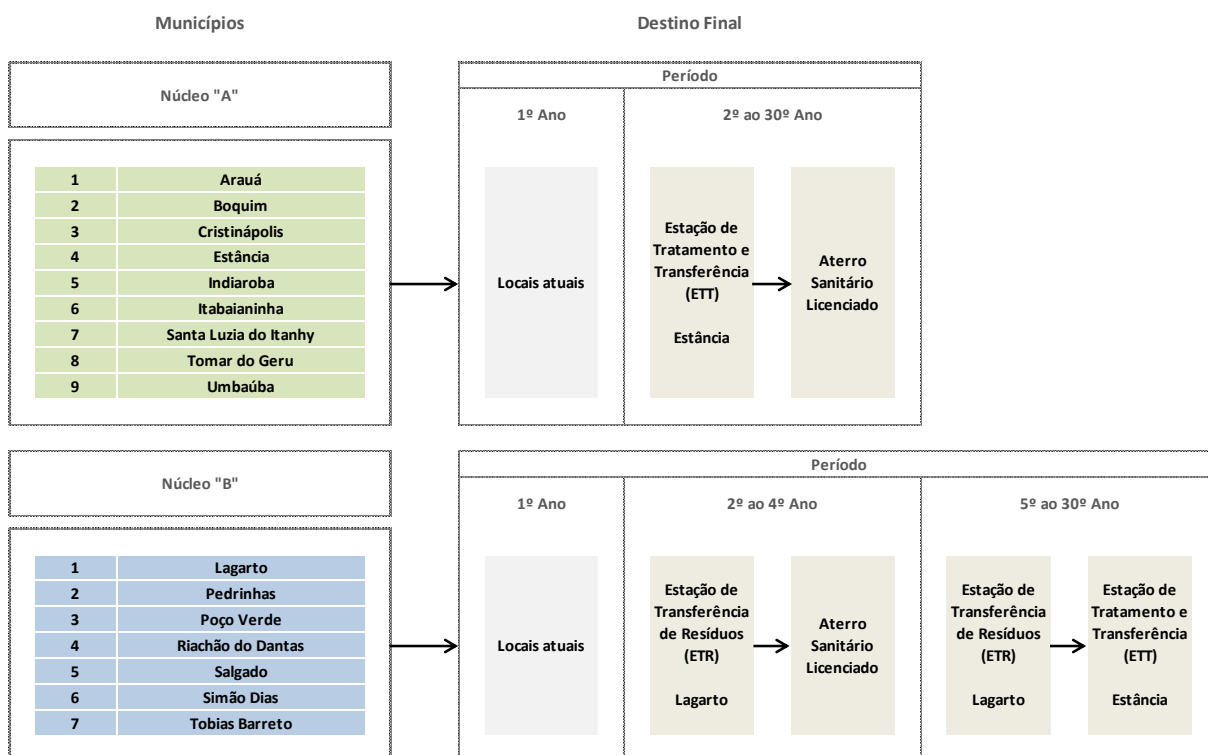 Municípios
Destino Final
Núcleo "A"
Período
1º Ano
2º ao 30º Ano
1 Arauá
2 Boquim
3 Cristinápolis
4 Estância
5 Indiaroba
6 Itabaianinha
7 Santa Luzia do Itanhy
8 Tomar do Geru
9 Umbaúba
Locais atuais
Estação de
Tratamento e
Transferência
(ETT)
Estância
Aterro
Sanitário
Licenciado
Núcleo "B"
Período
1º Ano
2º ao 4º Ano
5º ao 30º Ano
1 Lagarto
2 Pedrinhas
3 Poço Verde
4 Riachão do Dantas
5 Salgado
6 Simão Dias
7 Tobias Barreto
Locais atuais
Estação de
Transferência
de Resíduos
(ETR)
Lagarto
Aterro
Sanitário
Licenciado
Estação de
Transferência
de Resíduos
(ETR)
Lagarto
Estação de
Tratamento e
Transferência
(ETT)
Estância